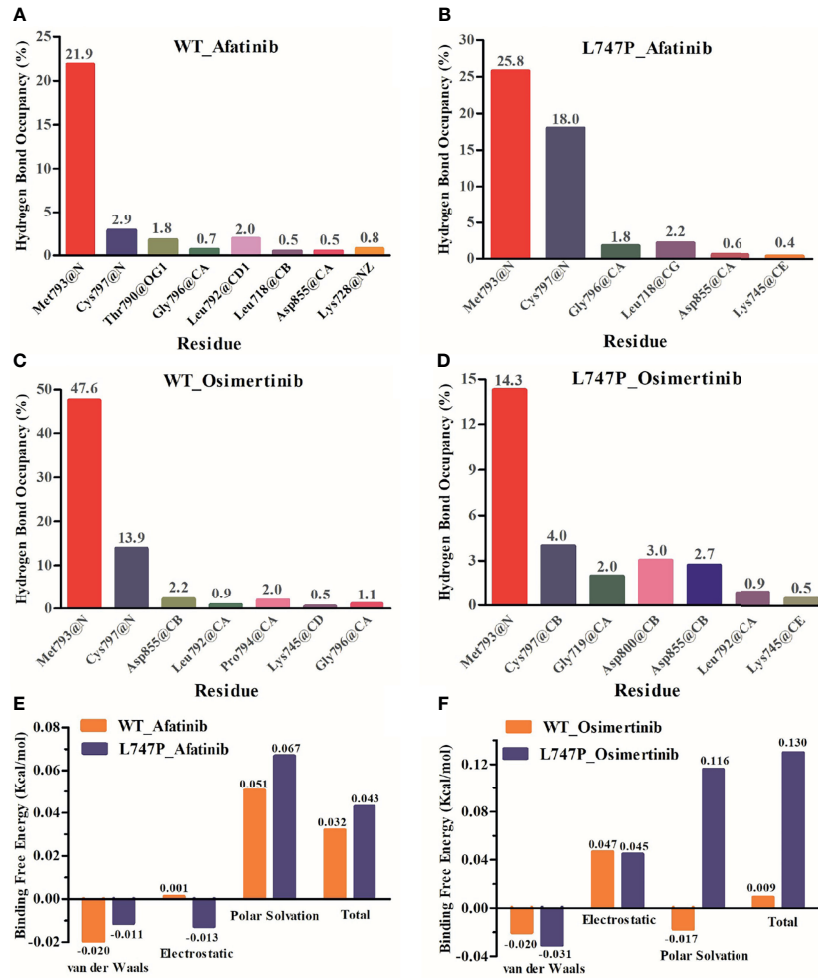 A
WT_Afatinib
Hydrogen Bond Occupancy (%)
25
20
15
10
5
0
21.9
2.9
1.8
0.7
2.0
0.5
0.5
0.8
Met793@N
Cys797@N
Thr790@OG1
Gly796@CA
Leu792@CD1
Leu718@CB
Asp855@CA
Lys728@NZ
Residue
B
L747P_Afatinib
Hydrogen Bond Occupancy (%)
30
25
20
15
10
5
0
25.8
18.0
1.8
2.2
0.6
0.4
Met793@N
Cys797@N
Gly796@CA
Leu718@CG
Asp855@CA
Lys745@CE
Residue
C
WT_Osimertinib
Eydrogen Bond Occupancy (%)
50
40
30
20
10
0
47.6
13.9
2.2
0.9
2.0
0.5
1.1
Met793@N
Cys797@N
Asp855@CB
Leu792@CA
Pro794@CA
Lys745@CD
Gly796@CA
Residue
D
L747P_Osimertinib
Hydrogen Bond Occupancy (%)
15
12
9
6
3
0
14.3
4.0
2.0
3.0
2.7
0.9
0.5
Met793@N
Cys797@CB
Gly719@CA
Asp800@CB
Asp855@CB
Leu792@CA
Lys745@CE
Residue
E
WT_Afatinib
L747P_Afatinib
Binding Free Energy (Kcal/mol)
0.08
0.06
0.04
0.02
0.00
-0.02
-0.020
-0.011
0.001
-0.013
0.051
0.067
0.032
0.043
van der Waals
Electrostatic
Polar Solvation
Total
F
WT_Osimertinib
L747P_Osimertinib
Binding Free Energy (Kcal/mol)
0.12
0.08
0.04
0.00
-0.04
-0.020
-0.031
0.047
0.045
-0.017
0.116
0.009
0.130
van der Waals
Electrostatic
Polar Solvation
Total